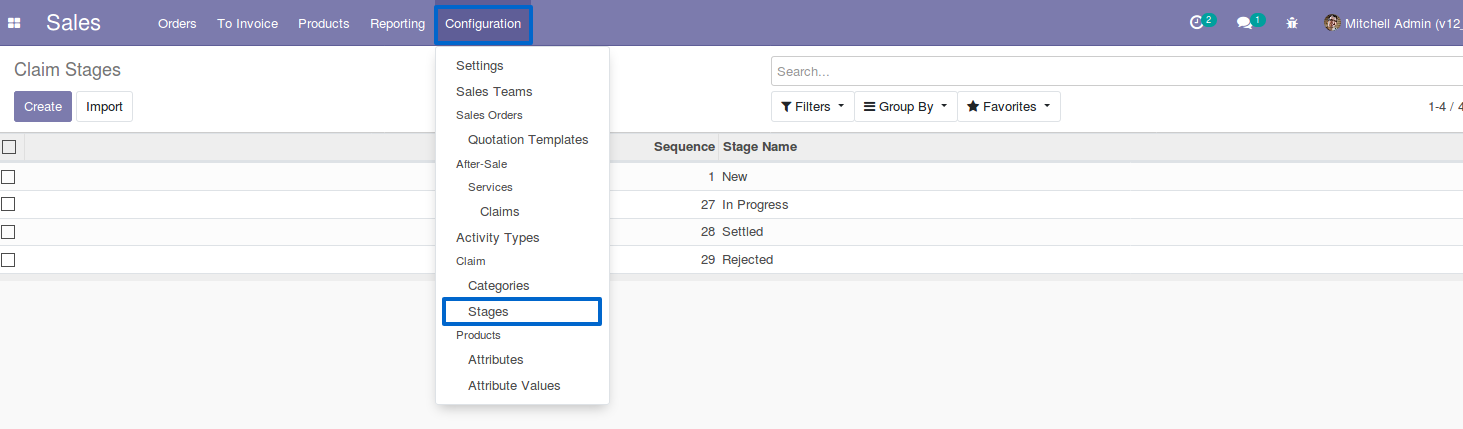 Sales Orders To Invoice Products Reporting Configuration 2 1 Mitchell Admin (v12_
Claim Stages
Search...
Create Import
Filters Group By Favorites 1-4 / 4
Settings
Sales Teams
Sales Orders
Quotation Templates
After-Sale
Services
Claims
Activity Types
Claim
Categories
Stages
Products
Attributes
Attribute Values
Sequence Stage Name
1 New
27 In Progress
28 Settled
29 Rejected